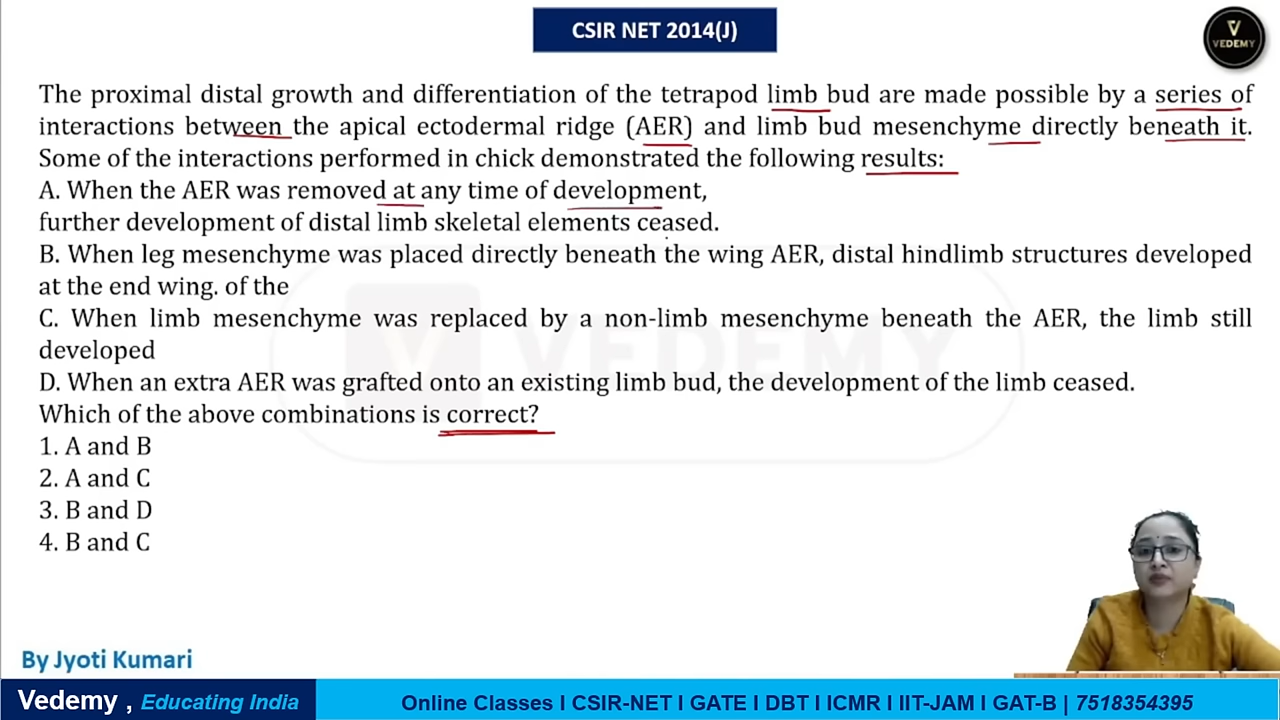 CSIR NET 2014(J)
VEDEMY
The proximal distal growth and differentiation of the tetrapod limb bud are made possible by a series of
interactions between the apical ectodermal ridge (AER) and limb bud mesenchyme directly beneath it.
Some of the interactions performed in chick demonstrated the following results:
A. When the AER was removed at any time of development,
further development of distal limb skeletal elements ceased.
B. When leg mesenchyme was placed directly beneath the wing AER, distal hindlimb structures developed
at the end wing. of the
C. When limb mesenchyme was replaced by a non-limb mesenchyme beneath the AER, the limb still
developed
VEDEMY
D. When an extra AER was grafted onto an existing limb bud, the development of the limb ceased.
Which of the above combinations is correct?
1. A and B
2. A and C
3. B and D
4. B and C
By Jyoti Kumari
Vedemy , Educating India
Online Classes I CSIR-NET I GATE I DBT I ICMR I IIT-JAM I GAT-B | 7518354395